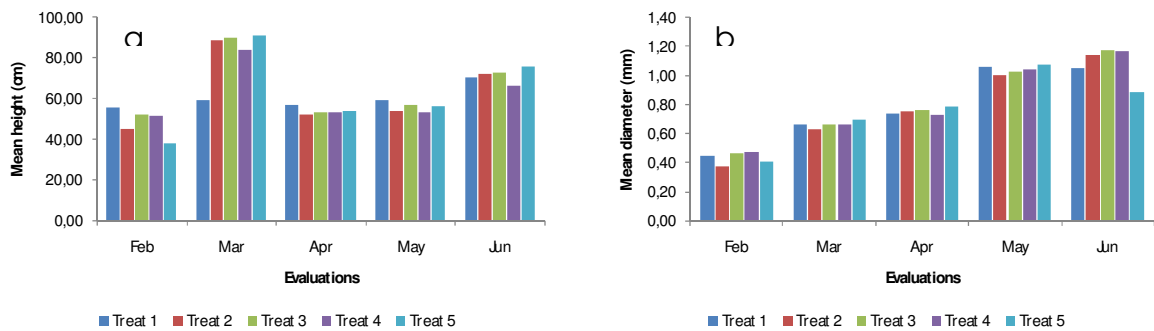 a
Mean height (cm)
100,00
80,00
60,00
40,00
20,00
0,00
Feb Mar Apr May Jun
Evaluations
Treat 1 Treat 2 Treat 3 Treat 4 Treat 5
b
Mean diameter (mm)
1,40
1,20
1,00
0,80
0,60
0,40
0,20
0,00
Feb Mar Apr May Jun
Evaluations
Treat 1 Treat 2 Treat 3 Treat 4 Treat 5